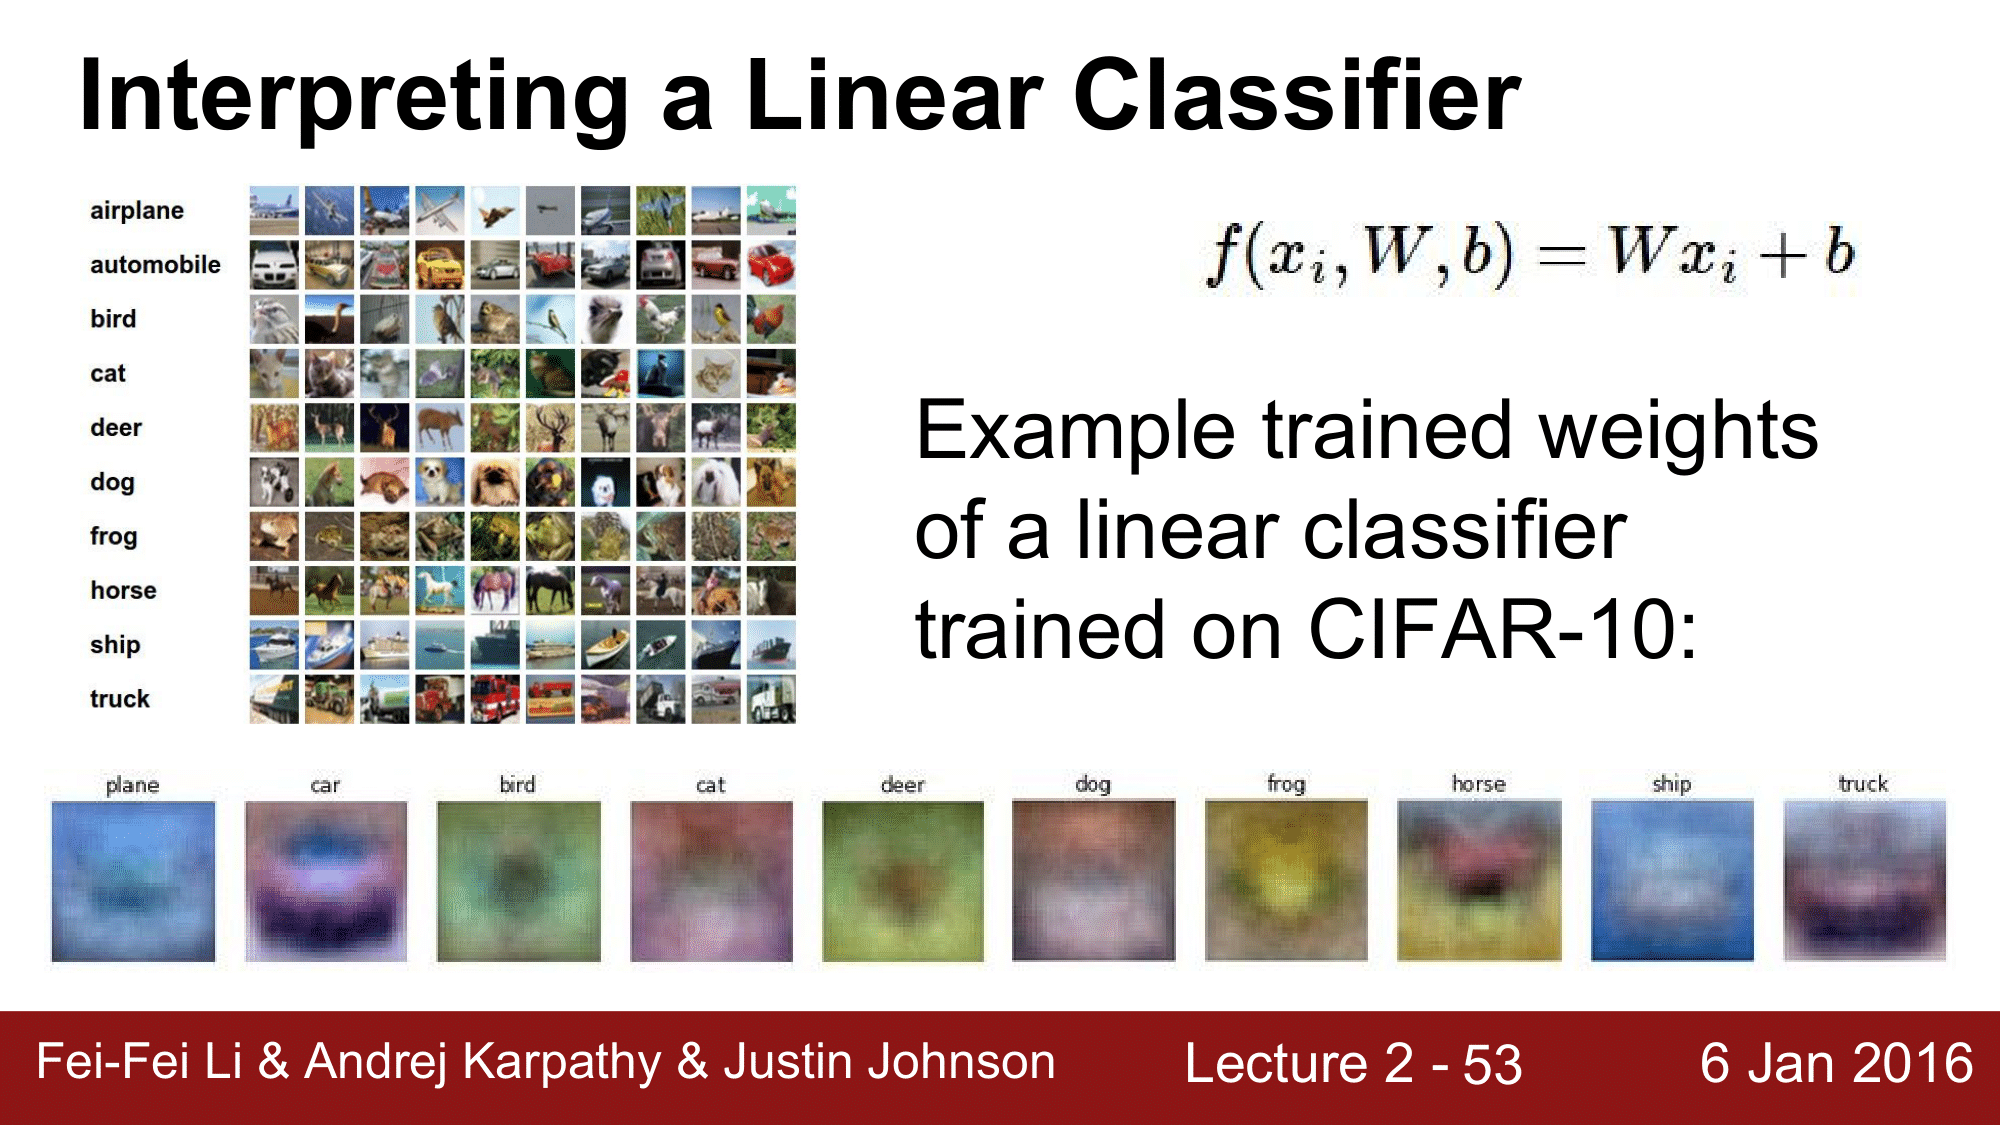 Interpreting a Linear Classifier
airplane
automobile
bird
cat
deer
dog
frog
horse
ship
truck
f(x_i, W, b) = Wx_i + b
Example trained weights
of a linear classifier
trained on CIFAR-10:
plane car bird cat deer dog frog horse ship truck
Fei-Fei Li & Andrej Karpathy & Justin Johnson Lecture 2 - 53 6 Jan 2016